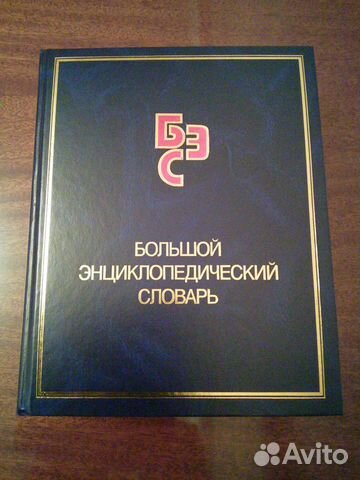 БЭС
БОЛЬШОЙ
ЭНЦИКЛОПЕДИЧЕСКИЙ
СЛОВАРЬ
Avito